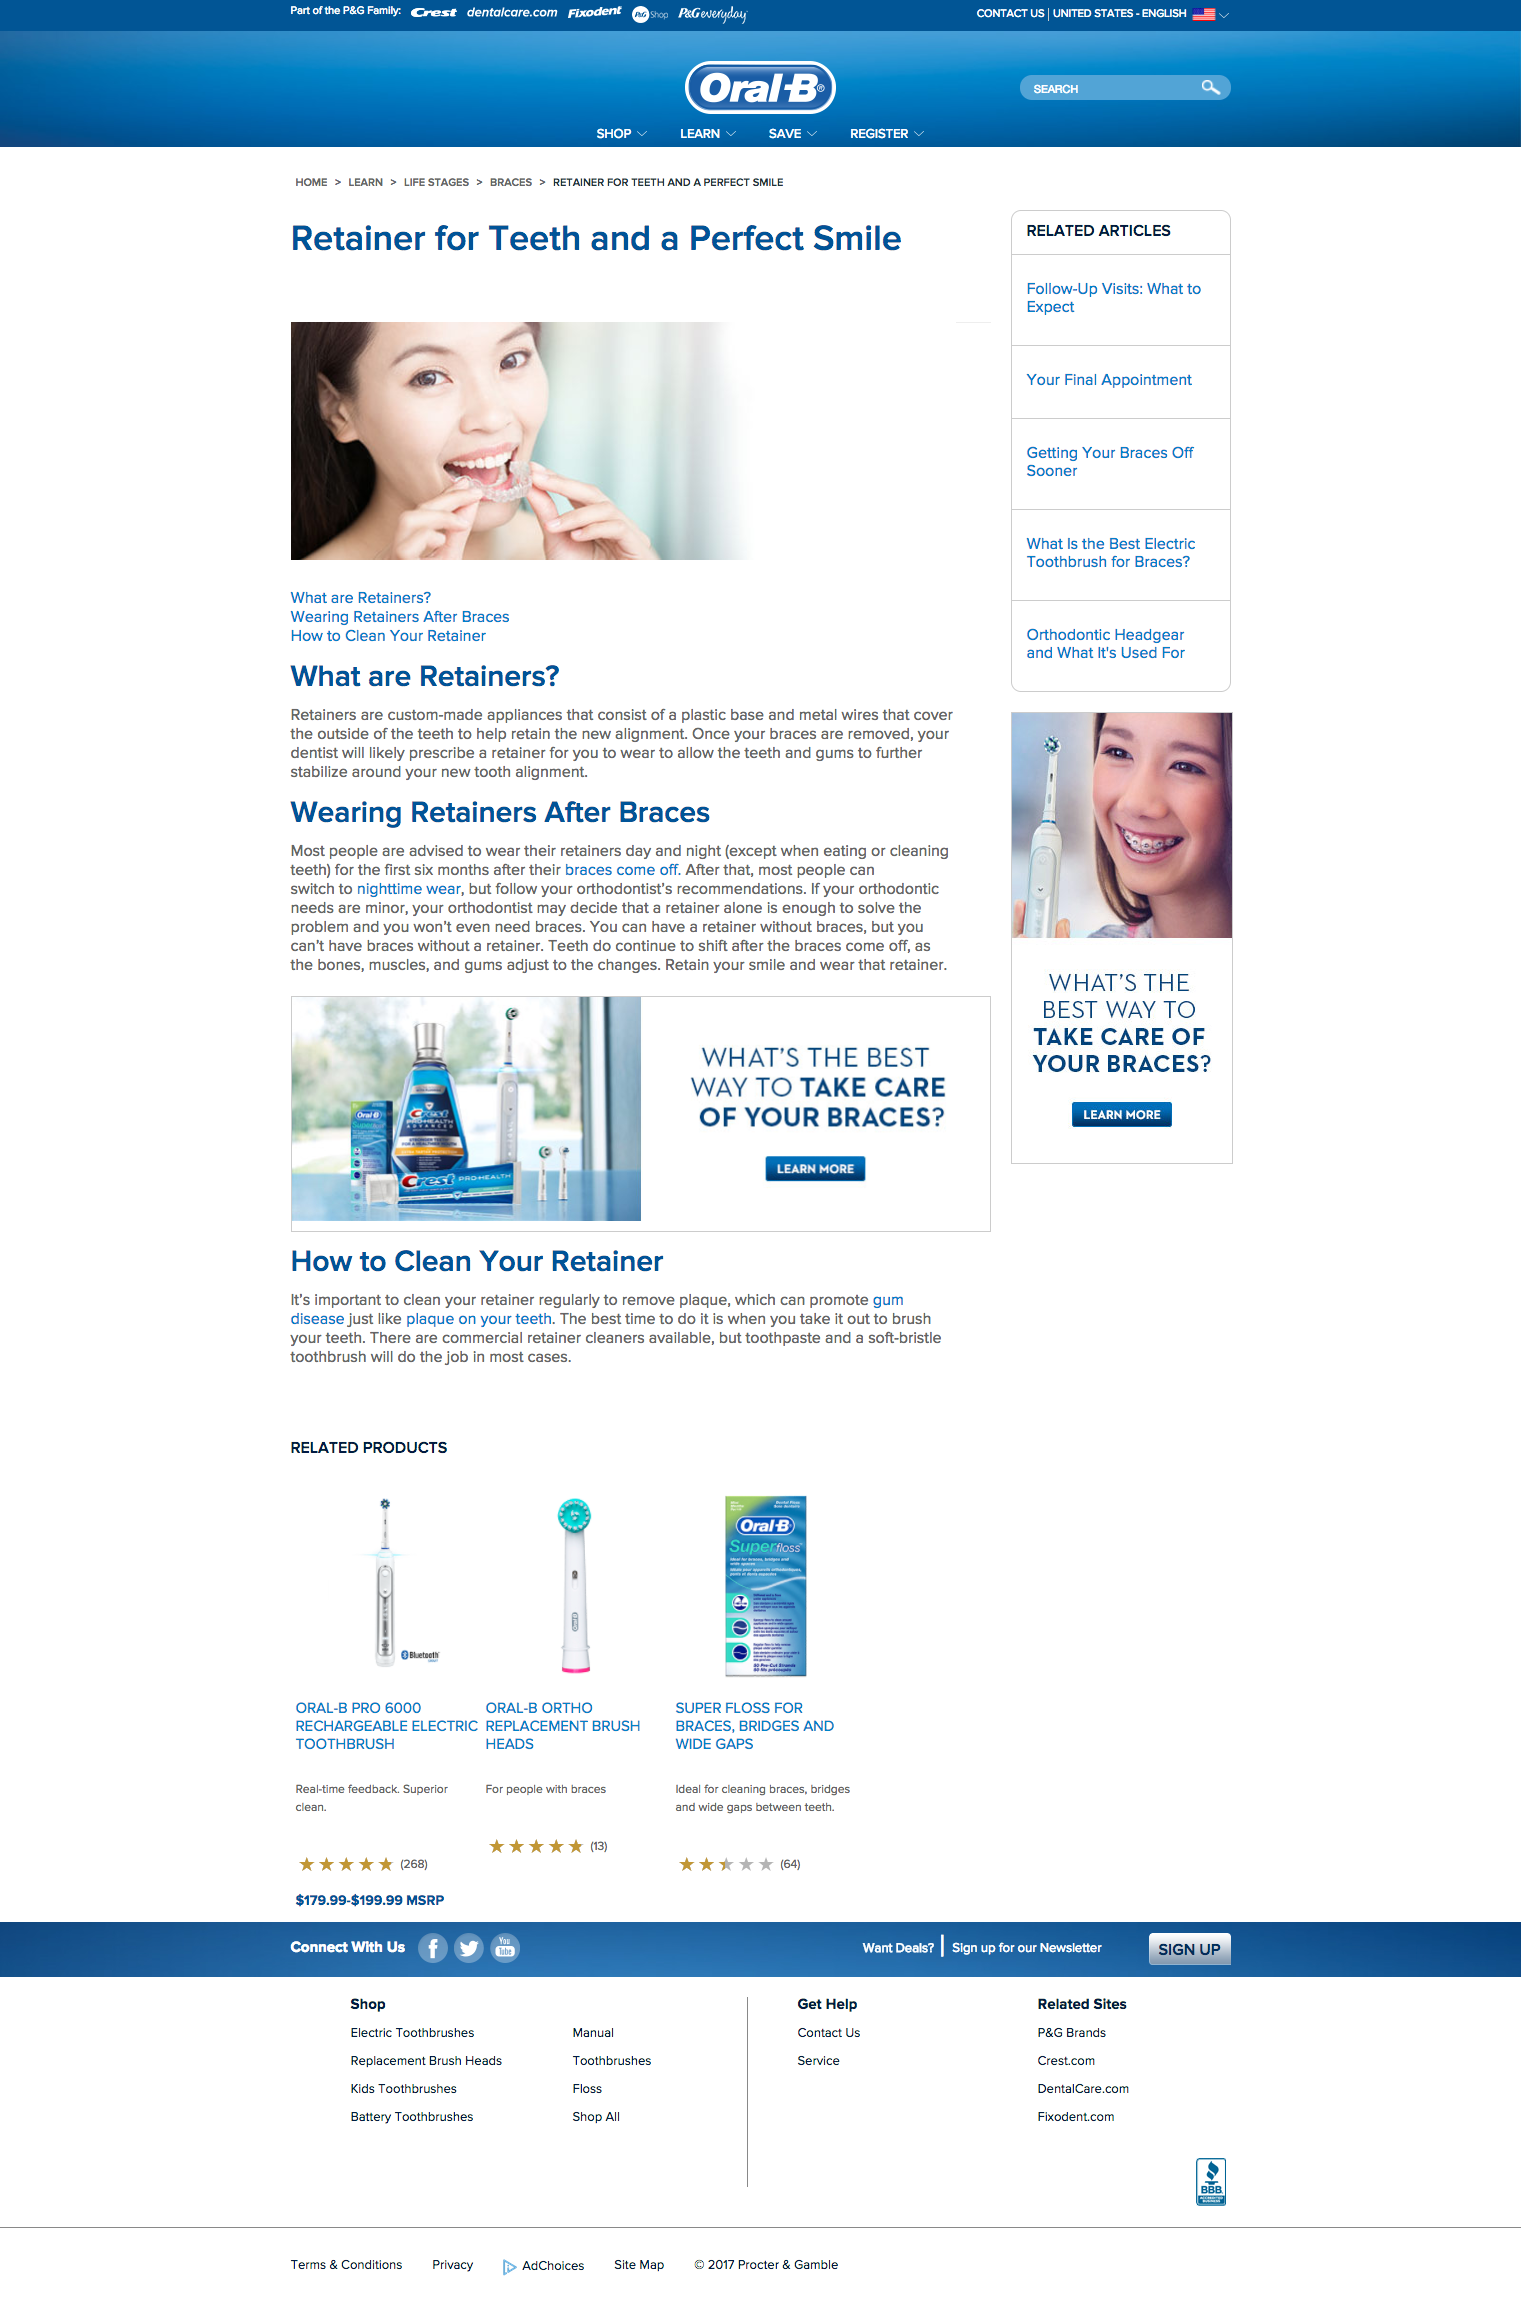 Part of the P&G Family: Crest dentalcare.com Fixodent P&G Shop P&G everyday
CONTACT US | UNITED STATES - ENGLISH
Oral-B®
SEARCH
SHOP LEARN SAVE REGISTER
HOME > LEARN > LIFE STAGES > BRACES > RETAINER FOR TEETH AND A PERFECT SMILE
Retainer for Teeth and a Perfect Smile
What are Retainers?
Wearing Retainers After Braces
How to Clean Your Retainer
What are Retainers?
Retainers are custom-made appliances that consist of a plastic base and metal wires that cover
the outside of the teeth to help retain the new alignment. Once your braces are removed, your
dentist will likely prescribe a retainer for you to wear to allow the teeth and gums to further
stabilize around your new tooth alignment.
Wearing Retainers After Braces
Most people are advised to wear their retainers day and night (except when eating or cleaning
teeth) for the first six months after their braces come off. After that, most people can
switch to nighttime wear, but follow your orthodontist's recommendations. If your orthodontic
needs are minor, your orthodontist may decide that a retainer alone is enough to solve the
problem and you won't even need braces. You can have a retainer without braces, but you
can't have braces without a retainer. Teeth do continue to shift after the braces come off, as
the bones, muscles, and gums adjust to the changes. Retain your smile and wear that retainer.
Oral-B
Crest
PRO-HEALTH
ADVANCED
Crest PRO-HEALTH
WHAT'S THE BEST
WAY TO TAKE CARE
OF YOUR BRACES?
LEARN MORE
How to Clean Your Retainer
It's important to clean your retainer regularly to remove plaque, which can promote gum
disease just like plaque on your teeth. The best time to do it is when you take it out to brush
your teeth. There are commercial retainer cleaners available, but toothpaste and a soft-bristle
toothbrush will do the job in most cases.
RELATED ARTICLES
Follow-Up Visits: What to
Expect
Your Final Appointment
Getting Your Braces Off
Sooner
What Is the Best Electric
Toothbrush for Braces?
Orthodontic Headgear
and What It's Used For
WHAT'S THE
BEST WAY TO
TAKE CARE OF
YOUR BRACES?
LEARN MORE
RELATED PRODUCTS
Bluetooth
ORAL-B PRO 6000
RECHARGEABLE ELECTRIC
TOOTHBRUSH
Real-time feedback. Superior
clean.
(268)
$179.99-$199.99 MSRP
Oral-B
ORAL-B ORTHO
REPLACEMENT BRUSH
HEADS
For people with braces
(13)
Oral-B
Superfloss
SUPER FLOSS FOR
BRACES, BRIDGES AND
WIDE GAPS
Ideal for cleaning braces, bridges
and wide gaps between teeth.
(64)
Connect With Us
You Tube
Want Deals? | Sign up for our Newsletter
SIGN UP
Shop
Electric Toothbrushes
Replacement Brush Heads
Kids Toothbrushes
Battery Toothbrushes
Manual
Toothbrushes
Floss
Shop All
Get Help
Contact Us
Service
Related Sites
P&G Brands
Crest.com
DentalCare.com
Fixodent.com
BBB
Terms & Conditions Privacy AdChoices Site Map © 2017 Procter & Gamble